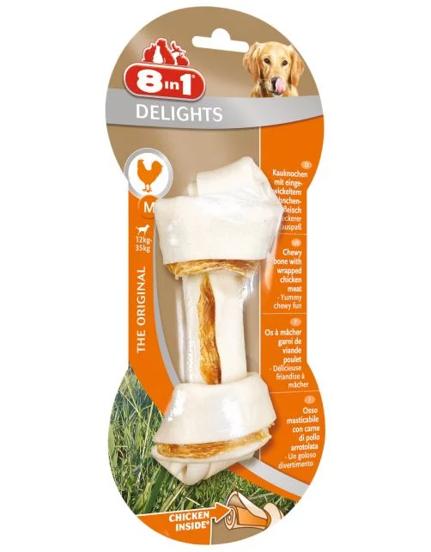 8in1®
DELIGHTS
M
12kg-
35kg
THE ORIGINAL
D
Kauknochen
mit einge-
wickeltem
fleisch
GB
Chewy
bone with
wrapped
chicken
meat
- Yummy
chewy fun
F
Os à mâcher
garni de
viande
poulet
- Délicieuse
friandise à
mâcher
I
Osso
masticabile
con carne
di pollo
arrotolata
- Un goloso
divertimento
CHICKEN
INSIDE*